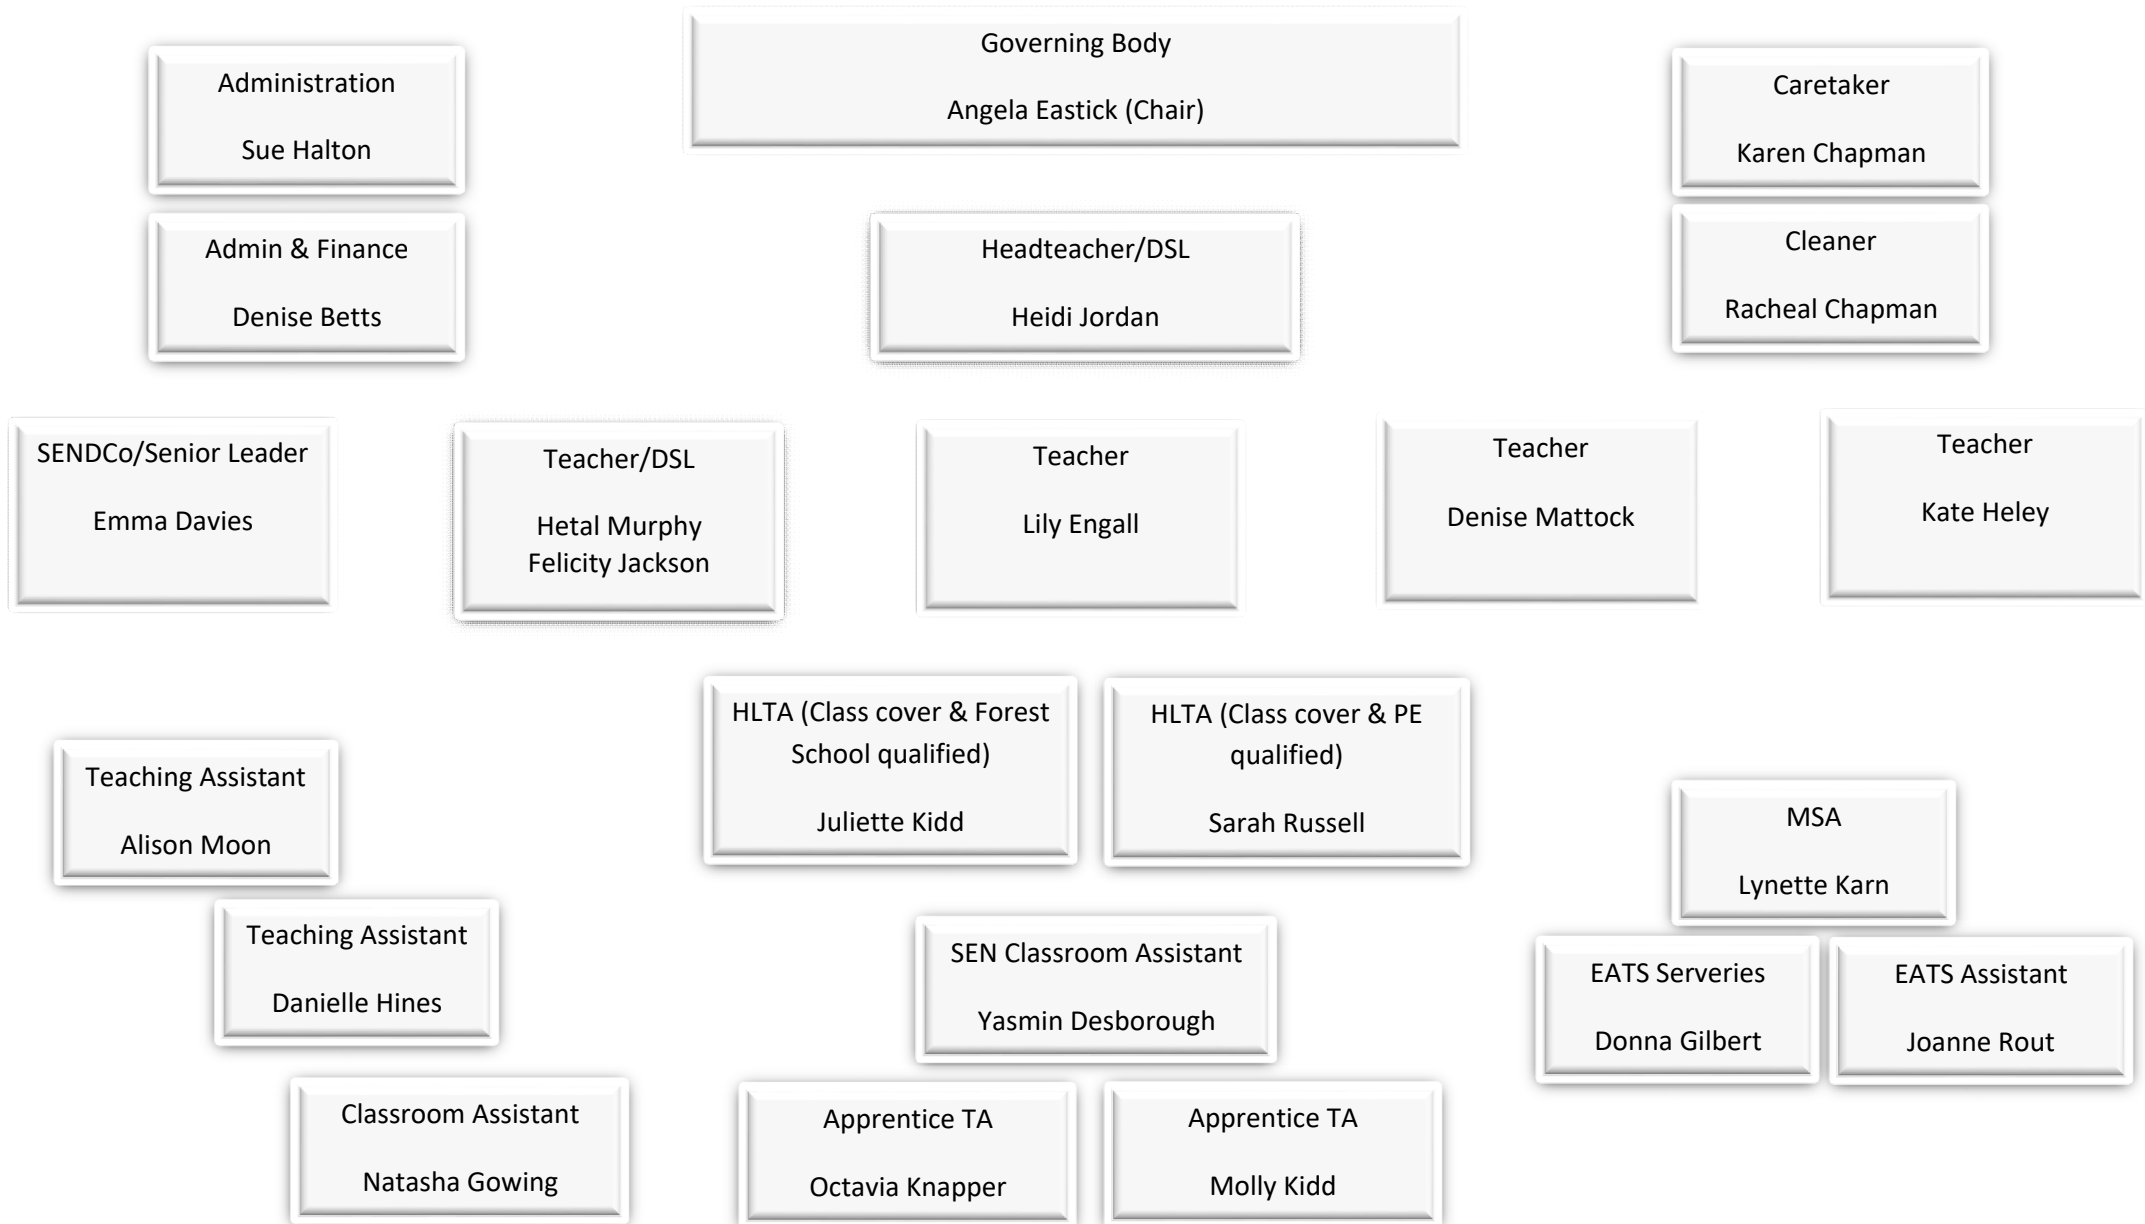 Governing Body
Angela Eastick (Chair)
Administration
Sue Halton
Caretaker
Karen Chapman
Admin & Finance
Denise Betts
Headteacher/DSL
Heidi Jordan
Cleaner
Racheal Chapman
SENDCo/Senior Leader
Emma Davies
Teacher/DSL
Hetal Murphy
Felicity Jackson
Teacher
Lily Engall
Teacher
Denise Mattock
Teacher
Kate Heley
HLTA (Class cover & Forest
School qualified)
Juliette Kidd
HLTA (Class cover & PE
qualified)
Sarah Russell
Teaching Assistant
Alison Moon
MSA
Lynette Karn
Teaching Assistant
Danielle Hines
SEN Classroom Assistant
Yasmin Desborough
EATS Serveries
Donna Gilbert
EATS Assistant
Joanne Rout
Classroom Assistant
Natasha Gowing
Apprentice TA
Octavia Knapper
Apprentice TA
Molly Kidd